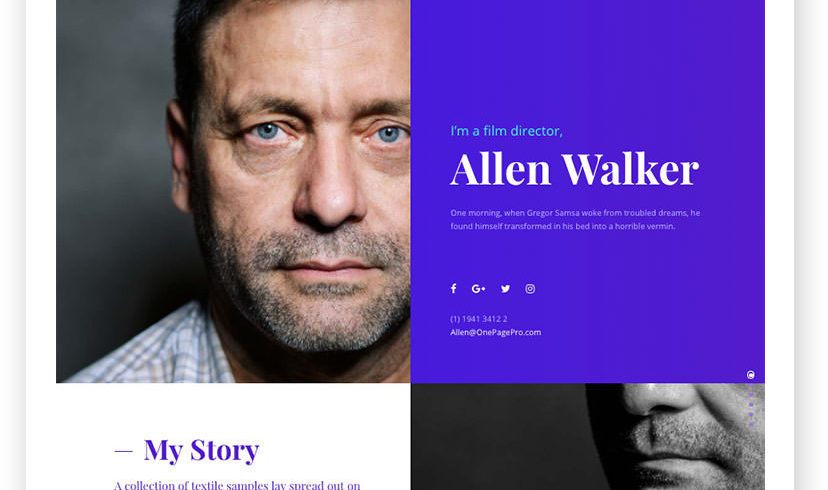 I'm a film director,
Allen Walker
One morning, when Gregor Samsa woke from troubled dreams, he
found himself transformed in his bed into a horrible vermin.
(1) 1941 3412 2
Allen@OnePagePro.com
— My Story
A collection of textile samples lay spread out on